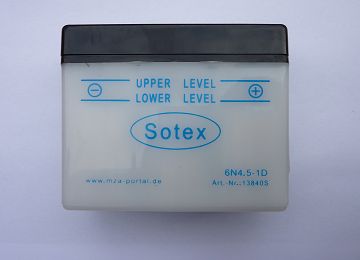 UPPER LEVEL
LOWER LEVEL
Sotex
6N4,5-1D
www.mza-portal.de Art.-Nr.:13840S